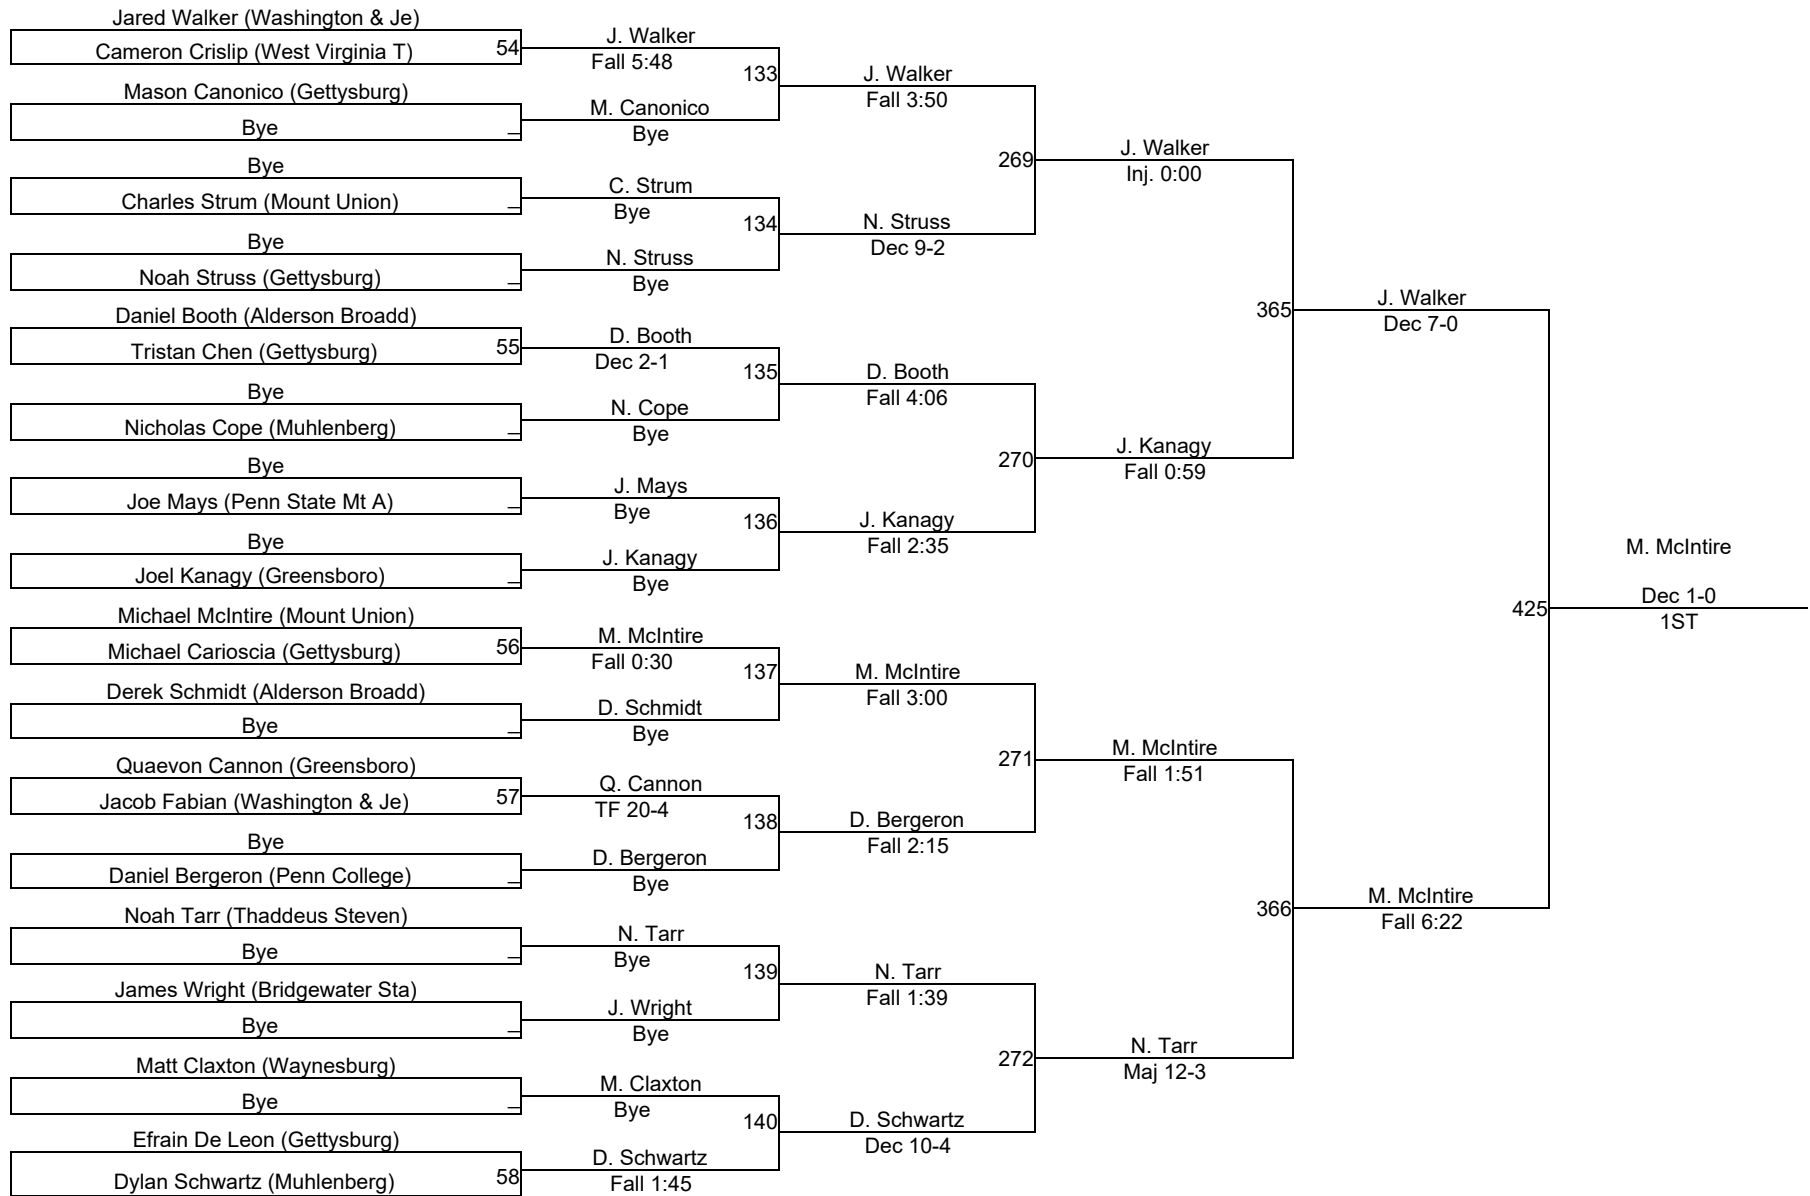 Jared Walker (Washington & Je)
Cameron Crislip (West Virginia T)
54
Mason Canonico (Gettysburg)
Bye
_
Bye
Charles Strum (Mount Union)
_
Bye
Noah Struss (Gettysburg)
_
Daniel Booth (Alderson Broadd)
Tristan Chen (Gettysburg)
55
Bye
Nicholas Cope (Muhlenberg)
_
Bye
Joe Mays (Penn State Mt A)
_
Bye
Joel Kanagy (Greensboro)
_
Michael McIntire (Mount Union)
Michael Carioscia (Gettysburg)
56
Derek Schmidt (Alderson Broadd)
Bye
_
Quaevon Cannon (Greensboro)
Jacob Fabian (Washington & Je)
57
Bye
Daniel Bergeron (Penn College)
_
Noah Tarr (Thaddeus Steven)
Bye
_
James Wright (Bridgewater Sta)
Bye
_
Matt Claxton (Waynesburg)
Bye
_
Efrain De Leon (Gettysburg)
Dylan Schwartz (Muhlenberg)
58
J. Walker
Fall 5:48
133
M. Canonico
Bye
C. Strum
Bye
134
N. Struss
Bye
D. Booth
Dec 2-1
135
N. Cope
Bye
J. Mays
Bye
136
J. Kanagy
Bye
M. McIntire
Fall 0:30
137
D. Schmidt
Bye
Q. Cannon
TF 20-4
138
D. Bergeron
Bye
N. Tarr
Bye
139
J. Wright
Bye
M. Claxton
Bye
140
D. Schwartz
Fall 1:45
J. Walker
Fall 3:50
269
N. Struss
Dec 9-2
D. Booth
Fall 4:06
270
J. Kanagy
Fall 2:35
M. McIntire
Fall 3:00
271
D. Bergeron
Fall 2:15
N. Tarr
Fall 1:39
272
D. Schwartz
Dec 10-4
J. Walker
Inj. 0:00
365
J. Kanagy
Fall 0:59
M. McIntire
Fall 1:51
366
N. Tarr
Maj 12-3
J. Walker
Dec 7-0
425
M. McIntire
Fall 6:22
M. McIntire
Dec 1-0
1ST